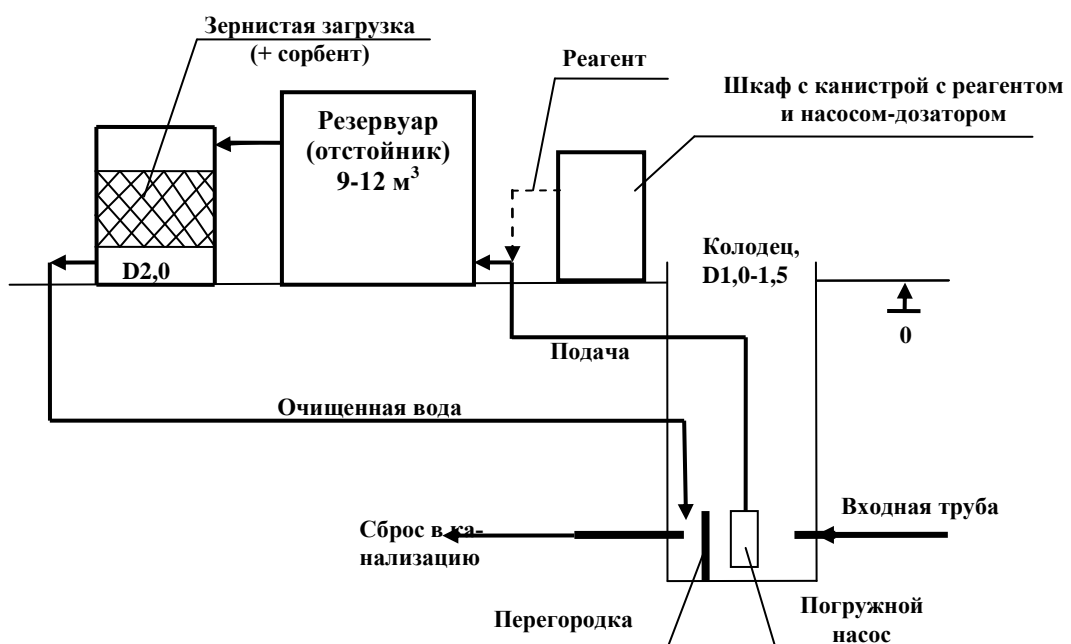 Зернистая загрузка
(+ сорбент)
Реагент
Шкаф с канистрой с реагентом
и насосом-дозатором
Резервуар
(отстойник)
9-12 м³
Колодец,
D1,0-1,5
D2,0
0
Подача
Очищенная вода
Входная труба
Сброс в ка-
нализацию
Перегородка
Погружной
насос